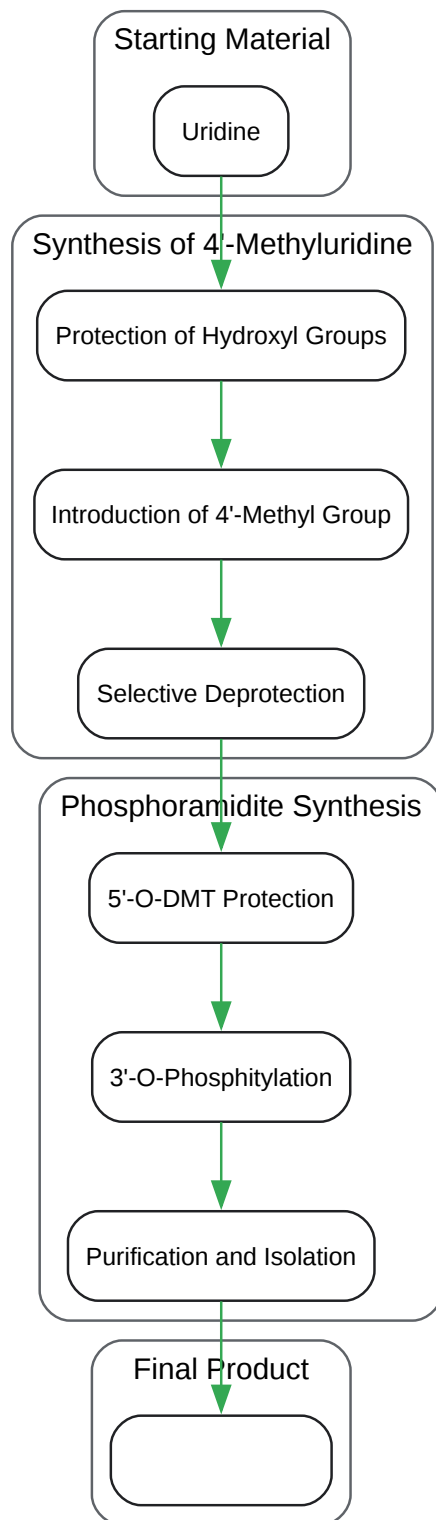 Starting Material
Uridine
Synthesis of 4'-Methyluridine
Protection of Hydroxyl Groups
Introduction of 4'-Methyl Group
Selective Deprotection
Phosphoramidite Synthesis
5'-O-DMT Protection
3'-O-Phosphitylation
Purification and Isolation
Final Product